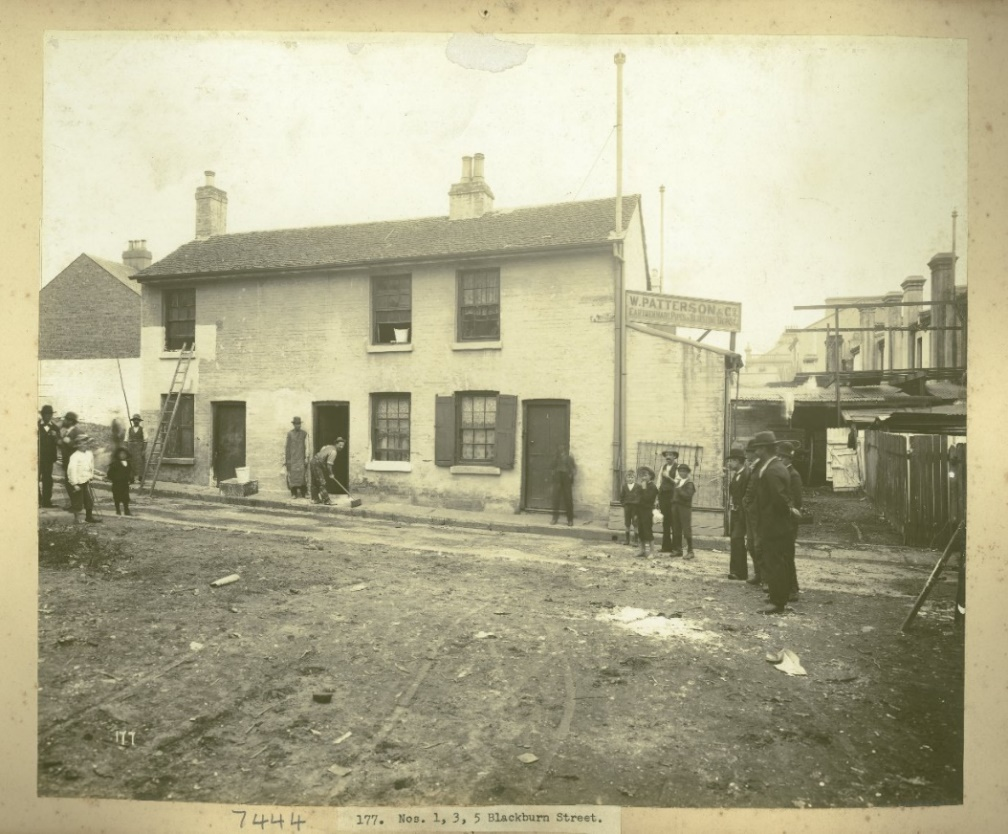 W. PATTERSON & Co
177
7444
177. Nos. 1, 3, 5 Blackburn Street.